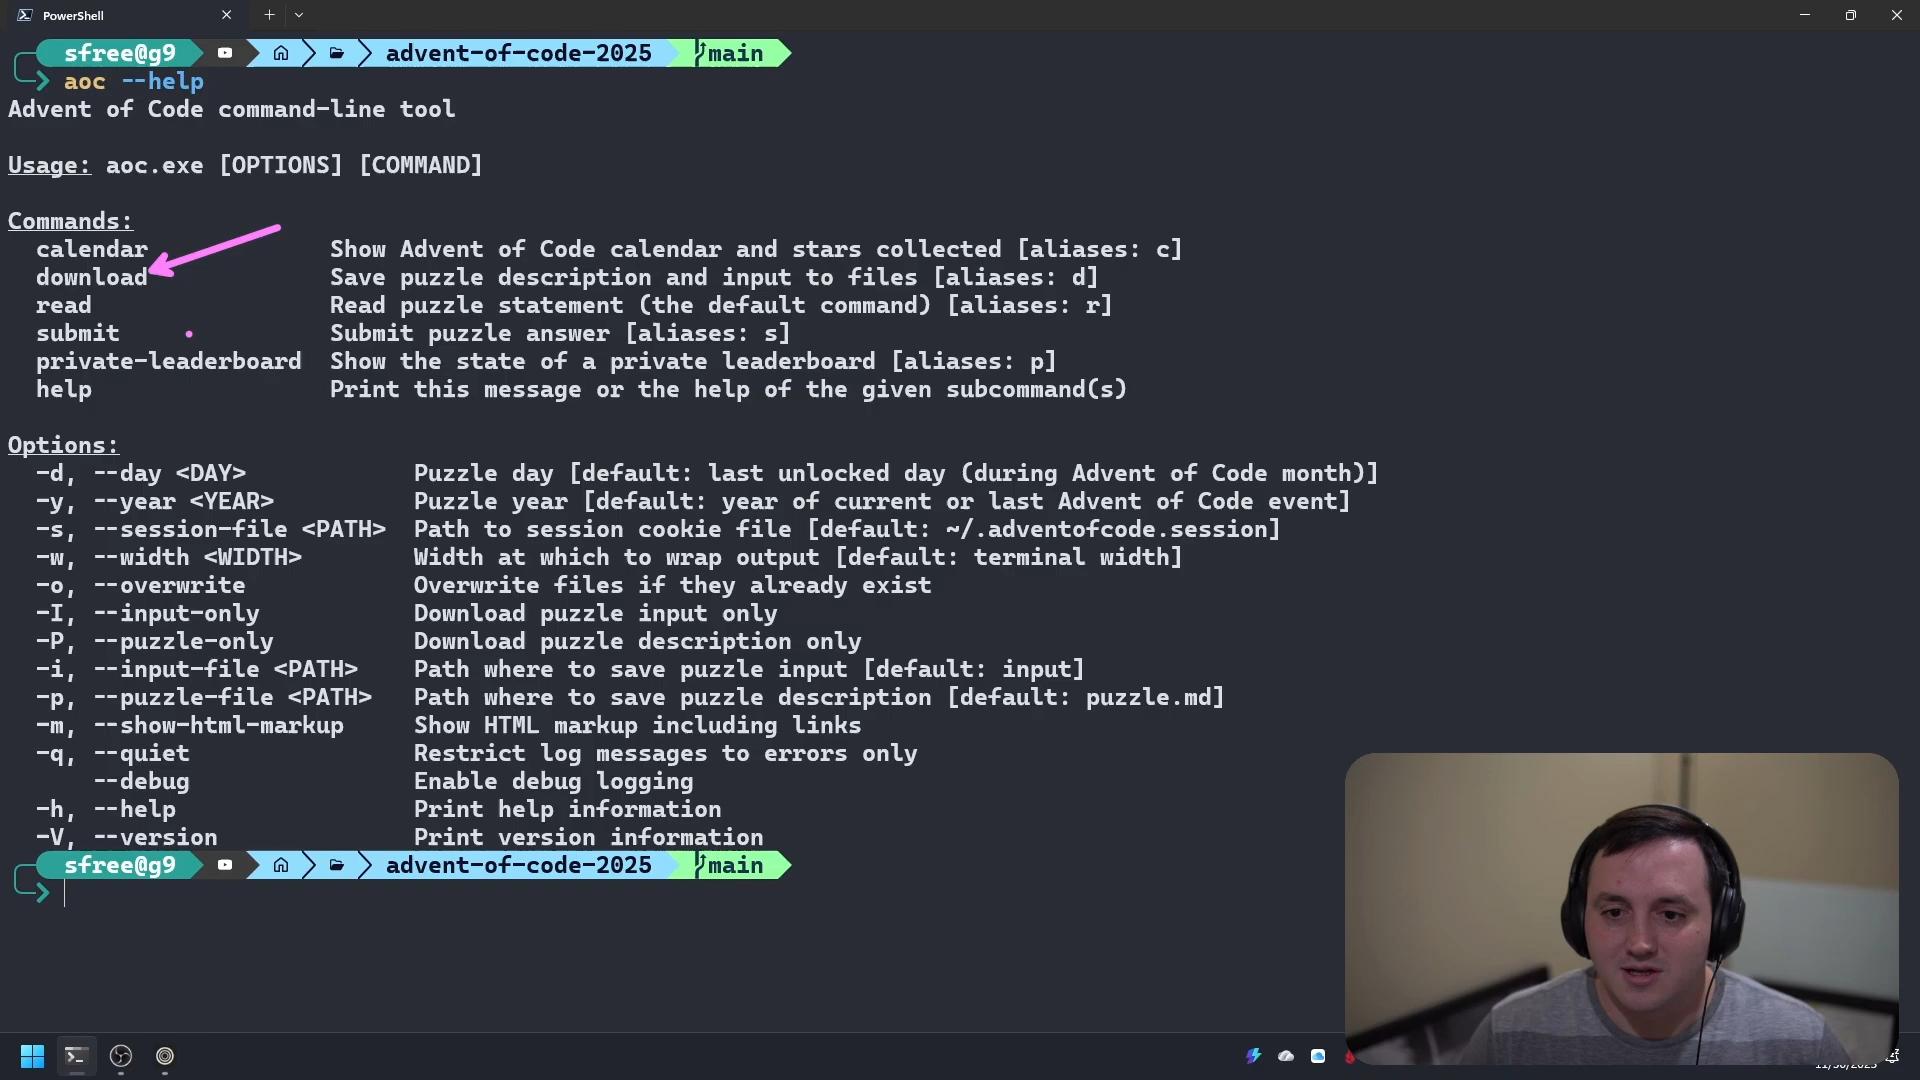 PowerShell
sfree@g9 advent-of-code-2025 main
aoc --help
Advent of Code command-line tool
Usage: aoc.exe [OPTIONS] [COMMAND]
Commands:
calendar Show Advent of Code calendar and stars collected [aliases: c]
download Save puzzle description and input to files [aliases: d]
read Read puzzle statement (the default command) [aliases: r]
submit Submit puzzle answer [aliases: s]
private-leaderboard Show the state of a private leaderboard [aliases: p]
help Print this message or the help of the given subcommand(s)
Options:
-d, --day <DAY> Puzzle day [default: last unlocked day (during Advent of Code month)]
-y, --year <YEAR> Puzzle year [default: year of current or last Advent of Code event]
-s, --session-file <PATH> Path to session cookie file [default: ~/.adventofcode.session]
-w, --width <WIDTH> Width at which to wrap output [default: terminal width]
-o, --overwrite Overwrite files if they already exist
-I, --input-only Download puzzle input only
-P, --puzzle-only Download puzzle description only
-i, --input-file <PATH> Path where to save puzzle input [default: input]
-p, --puzzle-file <PATH> Path where to save puzzle description [default: puzzle.md]
-m, --show-html-markup Show HTML markup including links
-q, --quiet Restrict log messages to errors only
--debug Enable debug logging
-h, --help Print help information
-V, --version Print version information
sfree@g9 advent-of-code-2025 main